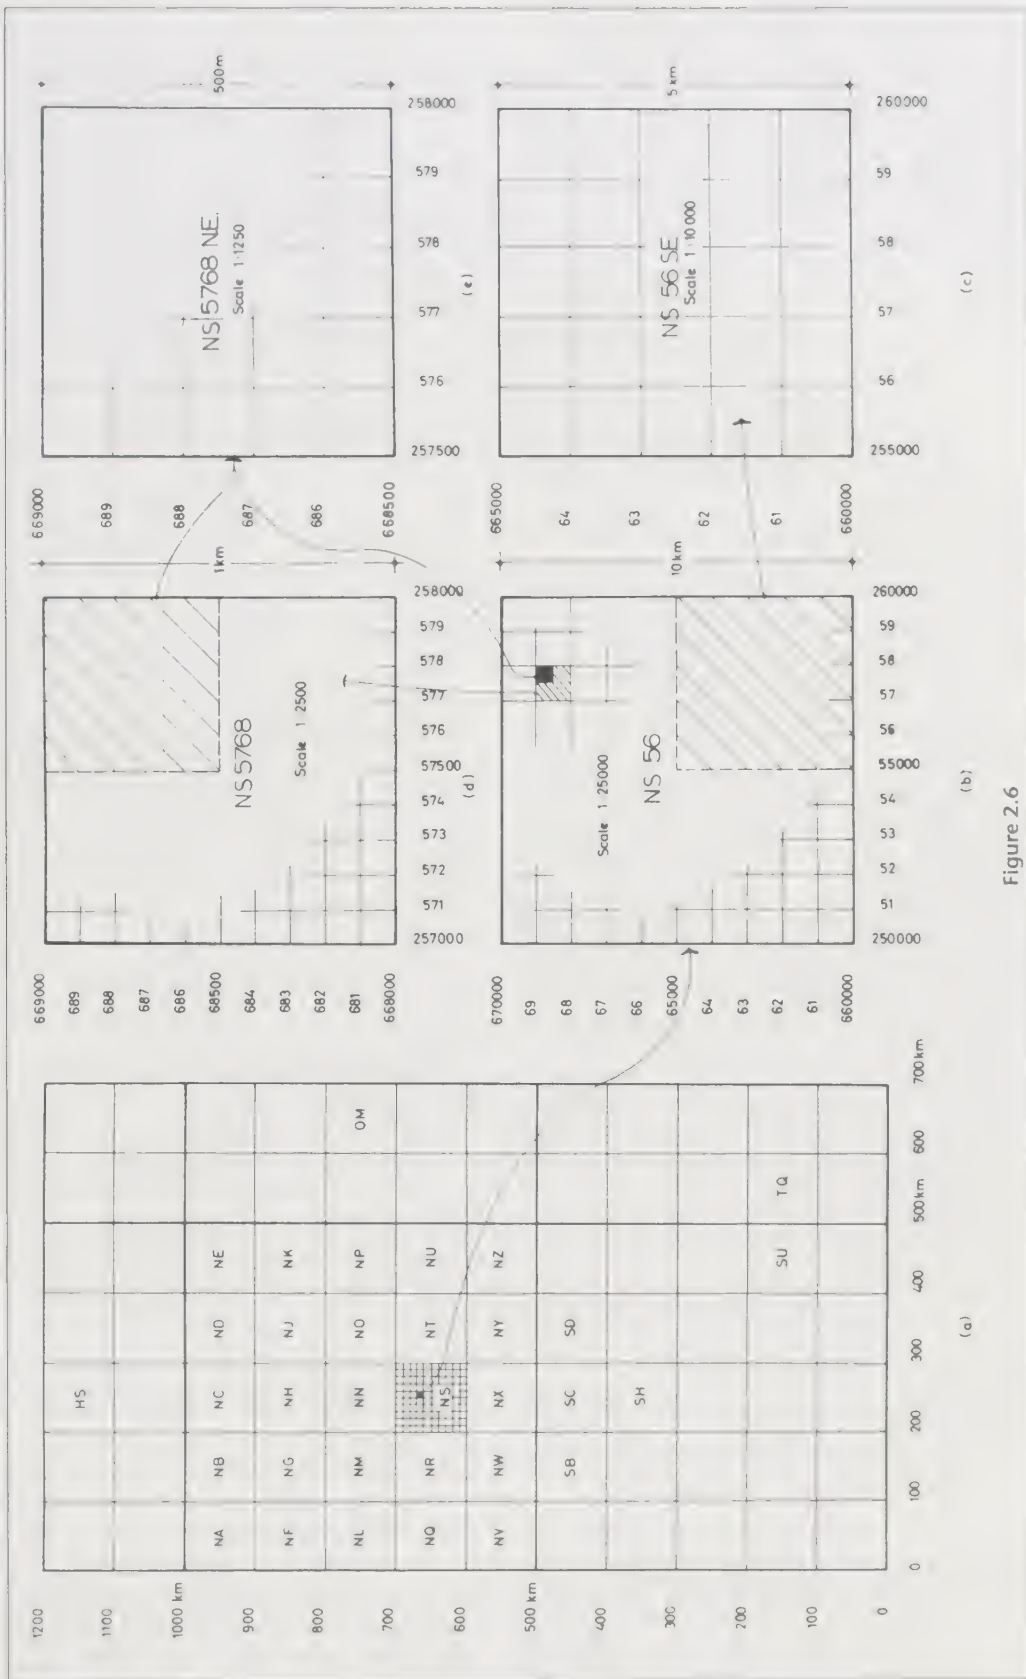 1200
HS
1100
1000 km
NA NB NC ND NE
900
NF NG NH NJ NK
800
NL NM NN NO NP OM
700
NQ NR NS NT NU
600
NV NW NX NY NZ
500 km
SB SC SD
400
SH
300
200
SU TQ
100
0
0 100 200 300 400 500km 600 700km
(a)
669000
689
688
687
686
68500
684
683
682
681
668000
NS 5768
Scale 1:2500
1km
257000 571 572 573 574 57500 576 577 578 579 258000
(d)
669000
689
688
687
686
668500
NS 5768 NE.
Scale 1:1250
500m
257500 576 577 578 579 258000
(e)
670000
69
68
67
66
65000
64
63
62
61
660000
Scale 1:25000
NS 56
10km
250000 51 52 53 54 55000 56 57 58 59 260000
(b)
665000
64
63
62
61
660000
NS 56 SE
Scale 1:10000
5km
255000 56 57 58 59 260000
(c)
Figure 2.6